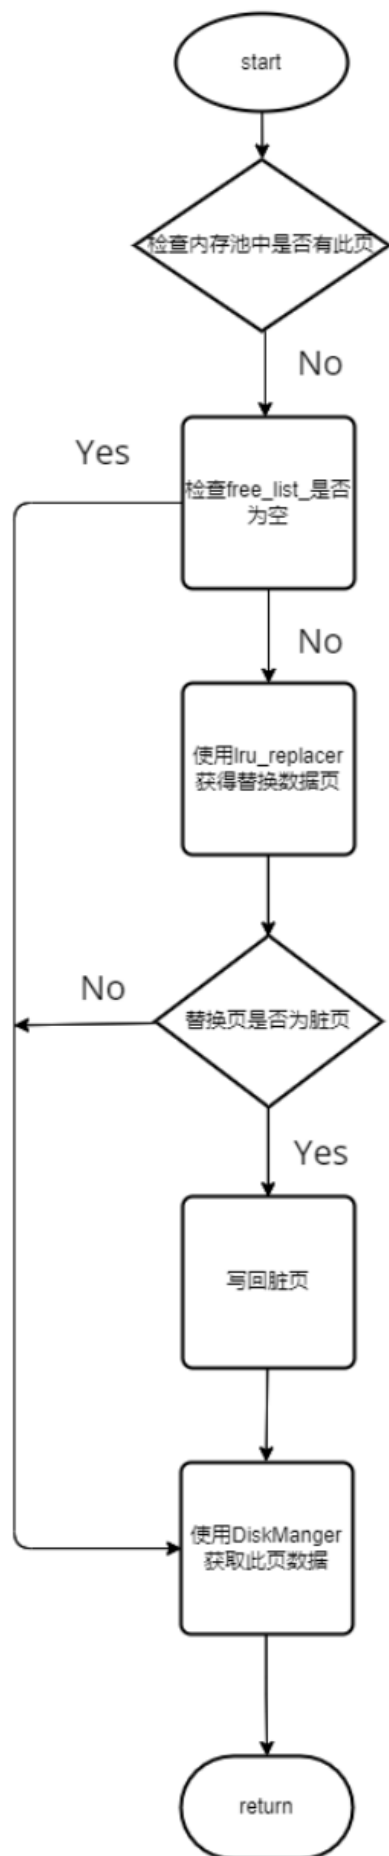 start
检查内存池中是否有此页
No
Yes
检查free_list_是否
为空
No
使用lru_replacer
获得替换数据页
No
替换页是否为脏页
Yes
写回脏页
使用DiskManger
获取此页数据
return